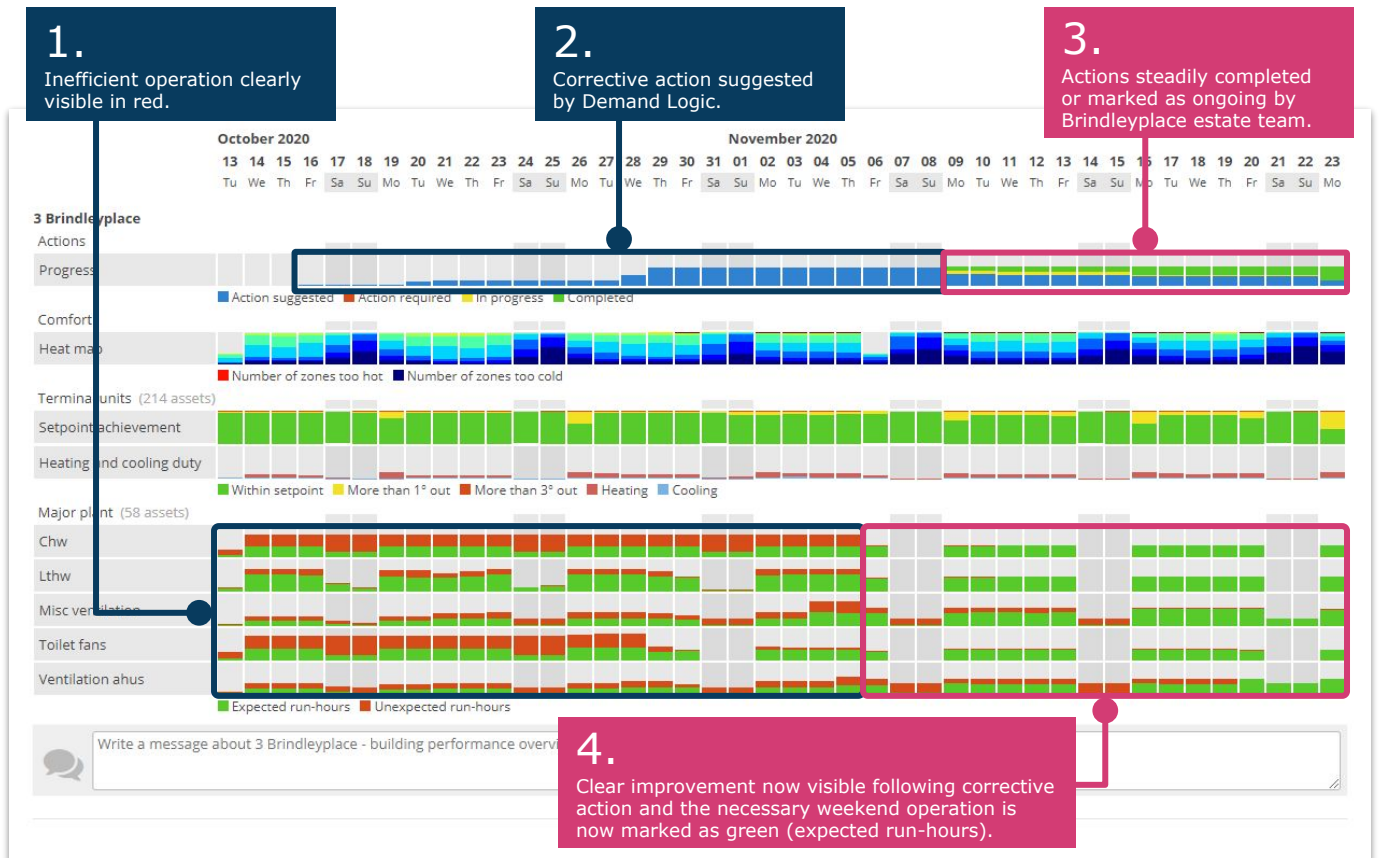 1.
Inefficient operation clearly
visible in red.
2.
Corrective action suggested
by Demand Logic.
3.
Actions steadily completed
or marked as ongoing by
Brindleyplace estate team.
October 2020 November 2020
13 14 15 16 17 18 19 20 21 22 23 24 25 26 27 28 29 30 31 01 02 03 04 05 06 07 08 09 10 11 12 13 14 15 16 17 18 19 20 21 22 23
Tu We Th Fr Sa Su Mo Tu We Th Fr Sa Su Mo Tu We Th Fr Sa Su Mo Tu We Th Fr Sa Su Mo Tu We Th Fr Sa Su Mo Tu We Th Fr Sa Su Mo
3 Brindleyplace
Actions
Progress
Action suggested Action required In progress Completed
Comfort
Heat map
Number of zones too hot Number of zones too cold
Terminal units (214 assets)
Setpoint achievement
Heating and cooling duty
Within setpoint More than 1° out More than 3° out Heating Cooling
Major plant (58 assets)
Chw
Lthw
Misc ventilation
Toilet fans
Ventilation ahus
Expected run-hours Unexpected run-hours
Write a message about 3 Brindleyplace - building performance overvi
4.
Clear improvement now visible following corrective
action and the necessary weekend operation is
now marked as green (expected run-hours).